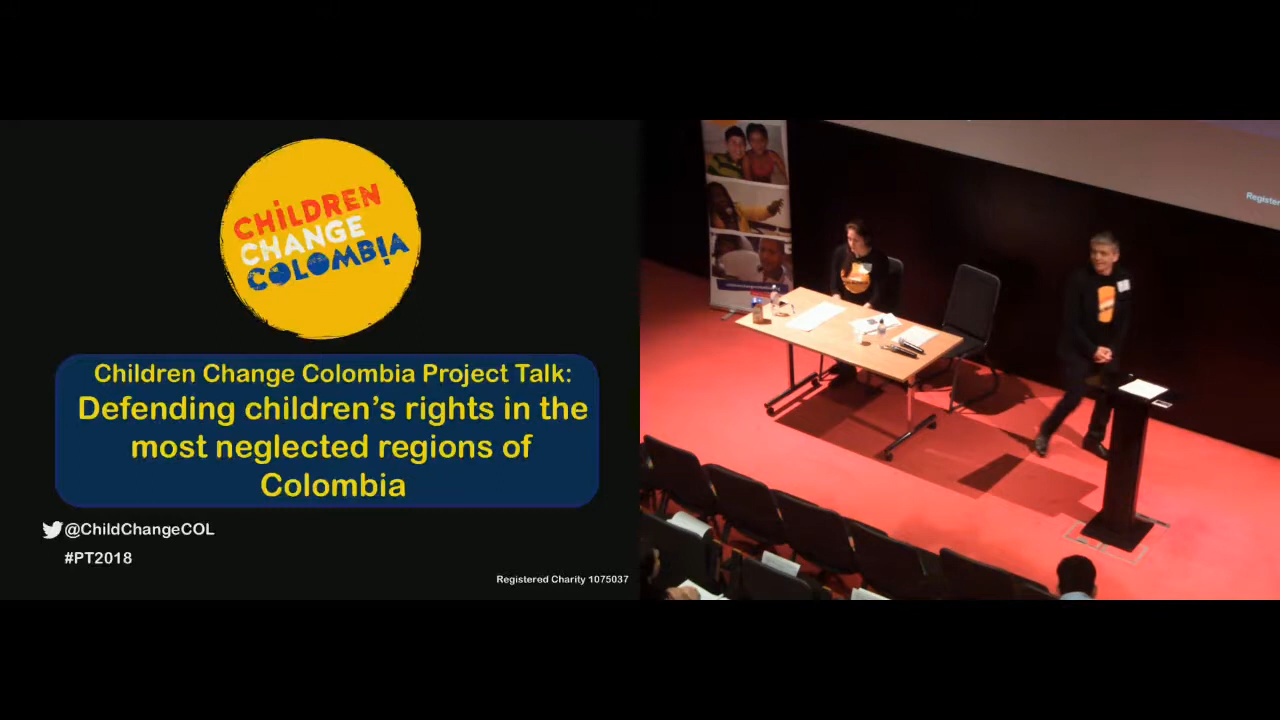 CHILDREN
CHANGE
COLOMBIA
Children Change Colombia Project Talk:
Defending children's rights in the
most neglected regions of
Colombia
@ChildChangeCOL
#PT2018
Registered Charity 1075037
Register